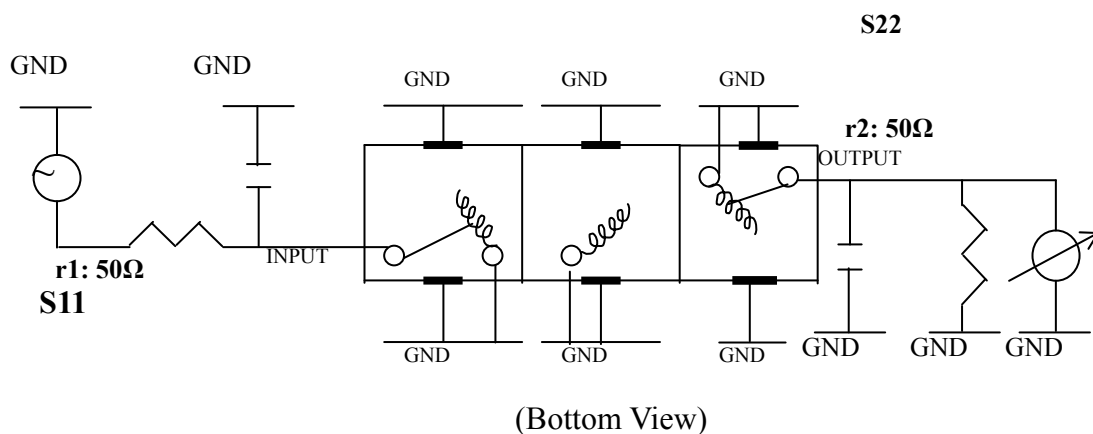 S22
GND
GND
GND
GND
GND
r2: 50Ω
OUTPUT
INPUT
r1: 50Ω
S11
GND
GND
GND
GND
GND
GND
(Bottom View)